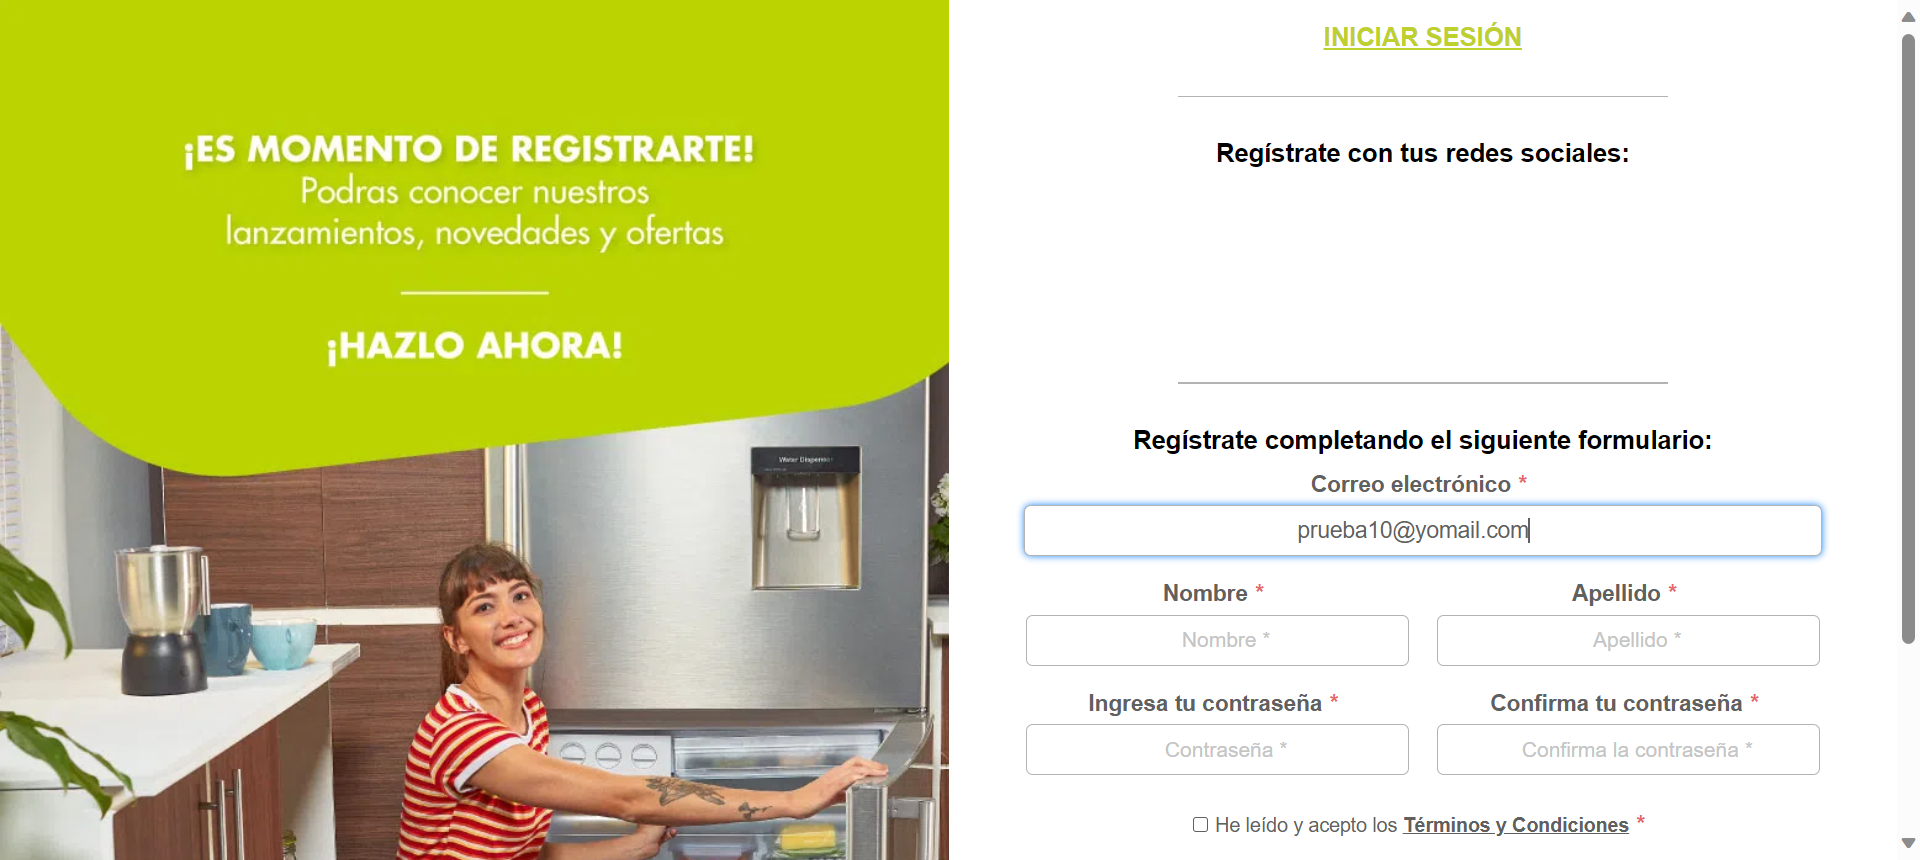 ¡ES MOMENTO DE REGISTRARTE!
Podras conocer nuestros
lanzamientos, novedades y ofertas
¡HAZLO AHORA!
Water Dispenser
INICIAR SESIÓN
Regístrate con tus redes sociales:
Regístrate completando el siguiente formulario:
Correo electrónico *
prueba10@yomail.com
Nombre * Apellido *
Nombre * Apellido *
Ingresa tu contraseña * Confirma tu contraseña *
Contraseña * Confirma la contraseña *
He leído y acepto los Términos y Condiciones *